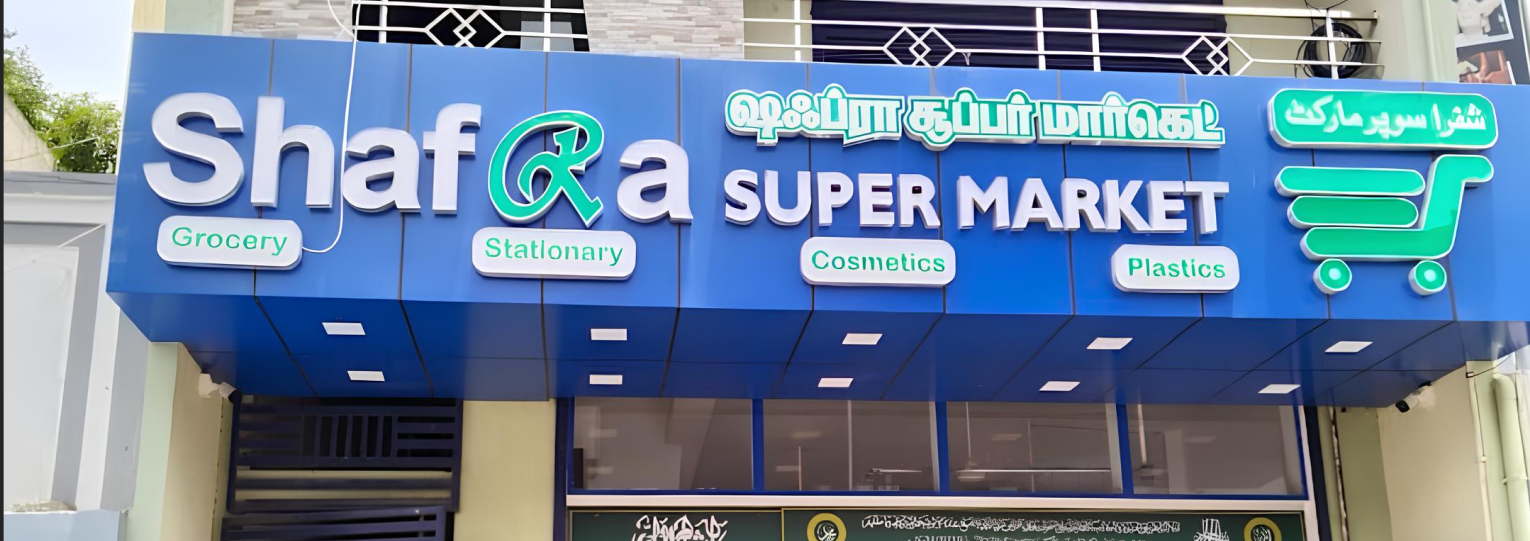 Shafra
ஷஃப்ரா சூப்பர் மார்கெட்
SUPER MARKET
شفرا سوپر مارکٹ
Grocery
Stationary
Cosmetics
Plastics